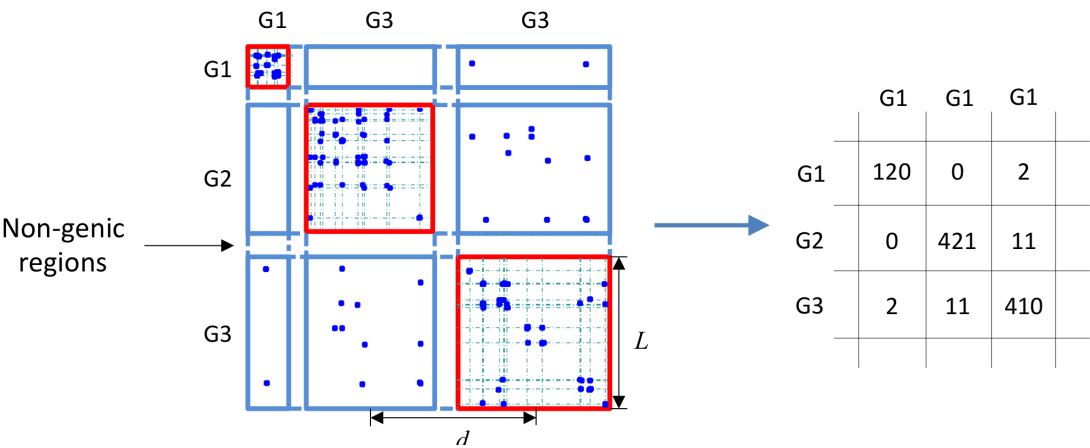 G1 G3 G3
G1
G2
Non-genic
regions
G3
L
d
G1 G1 G1
G1 120 0 2
G2 0 421 11
G3 2 11 410